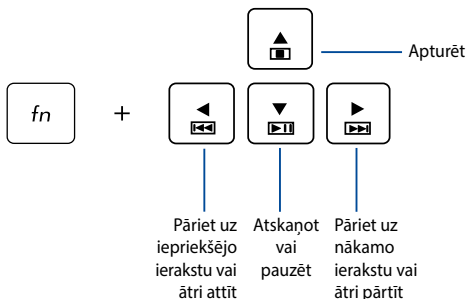 Apturēt
fn +
Pāriet uz
iepriekšējo
ierakstu vai
ātri attīt
Atskaņot
vai
pauzēt
Pāriet uz
nākamo
ierakstu vai
ātri pārtīt